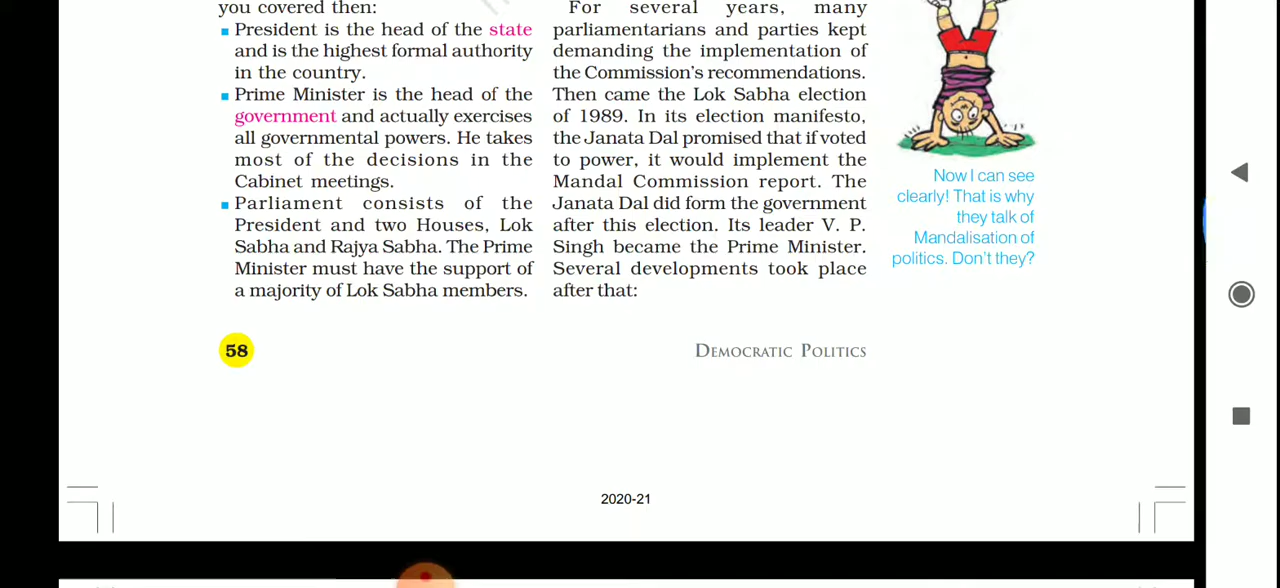 you covered then:
President is the head of the state
and is the highest formal authority
in the country.
Prime Minister is the head of the
government and actually exercises
all governmental powers. He takes
most of the decisions in the
Cabinet meetings.
Parliament consists of the
President and two Houses, Lok
Sabha and Rajya Sabha. The Prime
Minister must have the support of
a majority of Lok Sabha members.
For several years, many
parliamentarians and parties kept
demanding the implementation of
the Commission's recommendations.
Then came the Lok Sabha election
of 1989. In its election manifesto,
the Janata Dal promised that if voted
to power, it would implement the
Mandal Commission report. The
Janata Dal did form the government
after this election. Its leader V. P.
Singh became the Prime Minister.
Several developments took place
after that:
Now I can see
clearly! That is why
they talk of
Mandalisation of
politics. Don't they?
58
DEMOCRATIC POLITICS
2020-21